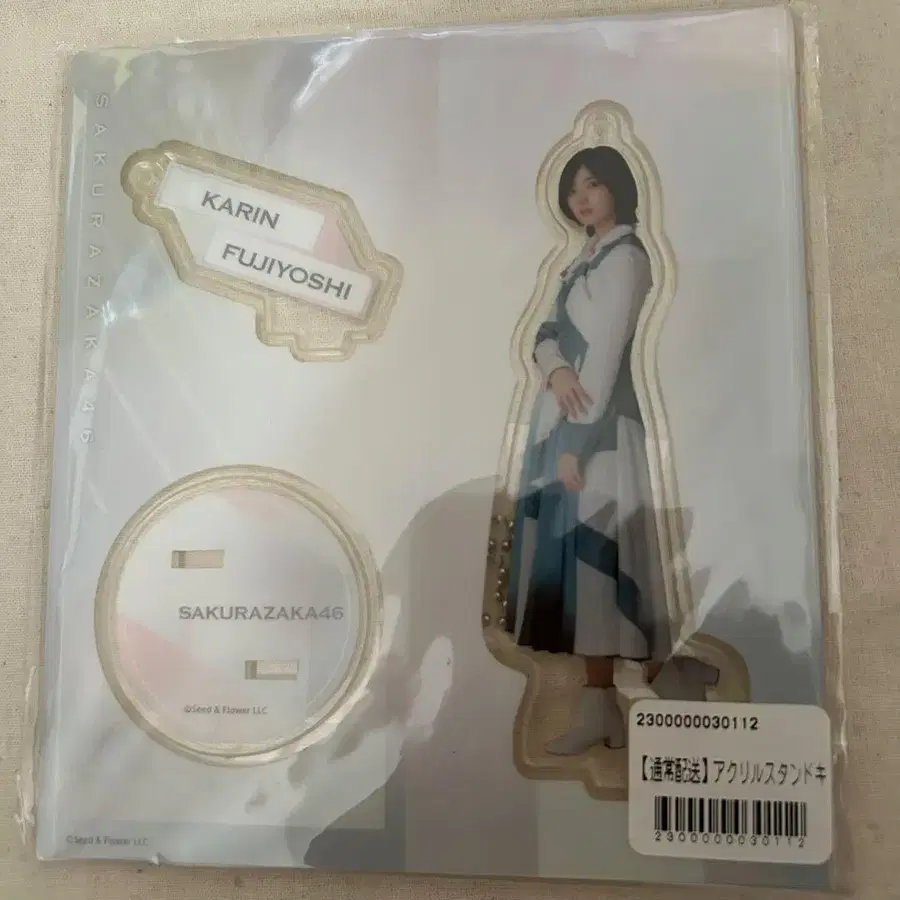 SAKURAZAKA46
KARIN
FUJIYOSHI
SAKURAZAKA46
©Seed & Flower LLC
2300000030112
【通常配送】アクリルスタンドキ
2300000030112
©Seed & Flower LLC